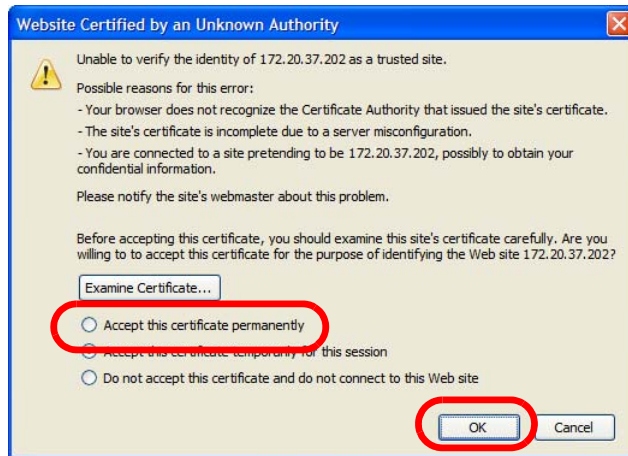 Website Certified by an Unknown Authority
Unable to verify the identity of 172.20.37.202 as a trusted site.
Possible reasons for this error:
- Your browser does not recognize the Certificate Authority that issued the site's certificate.
- The site's certificate is incomplete due to a server misconfiguration.
- You are connected to a site pretending to be 172.20.37.202, possibly to obtain your
confidential information.
Please notify the site's webmaster about this problem.
Before accepting this certificate, you should examine this site's certificate carefully. Are you
willing to to accept this certificate for the purpose of identifying the Web site 172.20.37.202?
Examine Certificate...
Accept this certificate permanently
Accept this certificate temporarily for this session
Do not accept this certificate and do not connect to this Web site
OK
Cancel